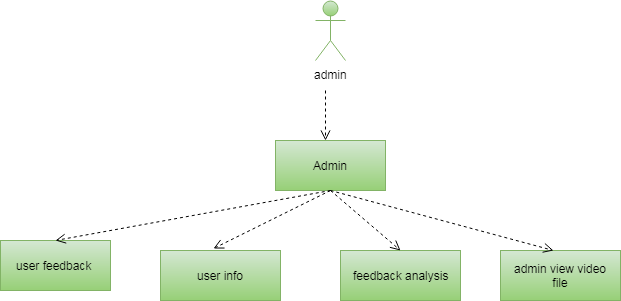 admin
Admin
user feedback
user info
feedback analysis
admin view video
file